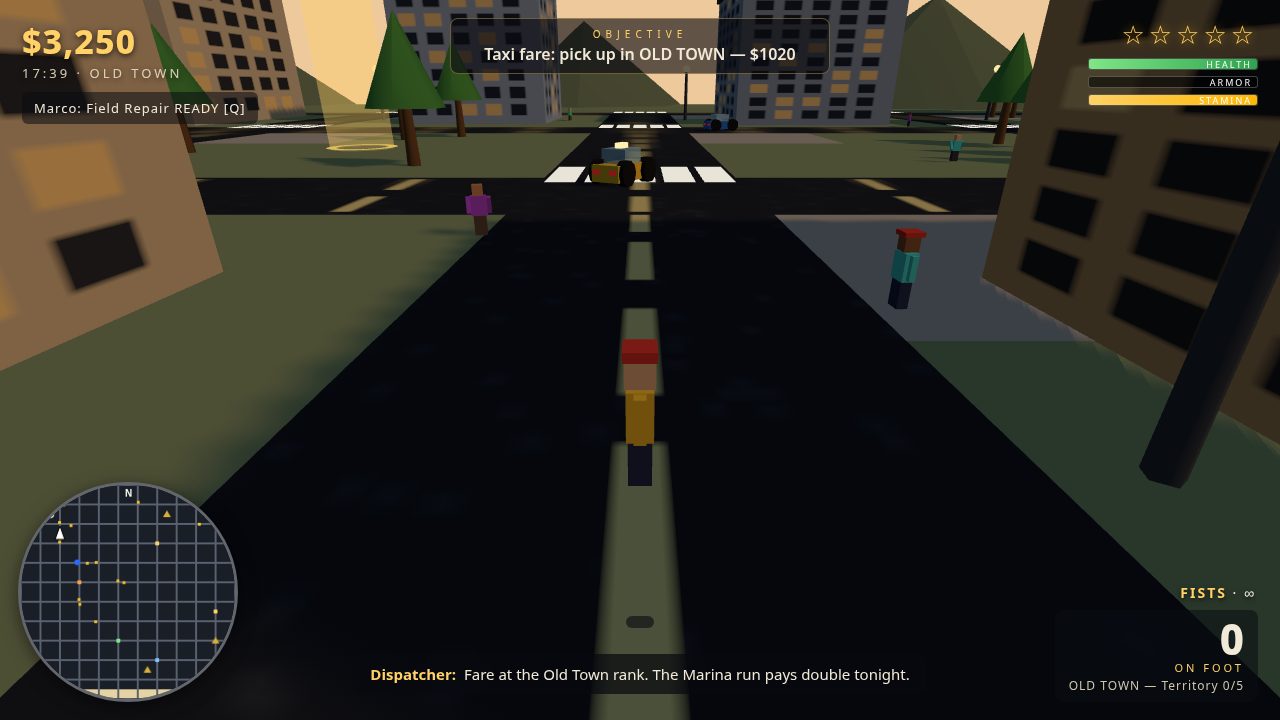 $3,250
17:39 · OLD TOWN
Marco: Field Repair READY [Q]
OBJECTIVE
Taxi fare: pick up in OLD TOWN — $1020
☆ ☆ ☆ ☆ ☆
HEALTH
ARMOR
STAMINA
N
Dispatcher: Fare at the Old Town rank. The Marina run pays double tonight.
FISTS · ∞
0
ON FOOT
OLD TOWN — Territory 0/5